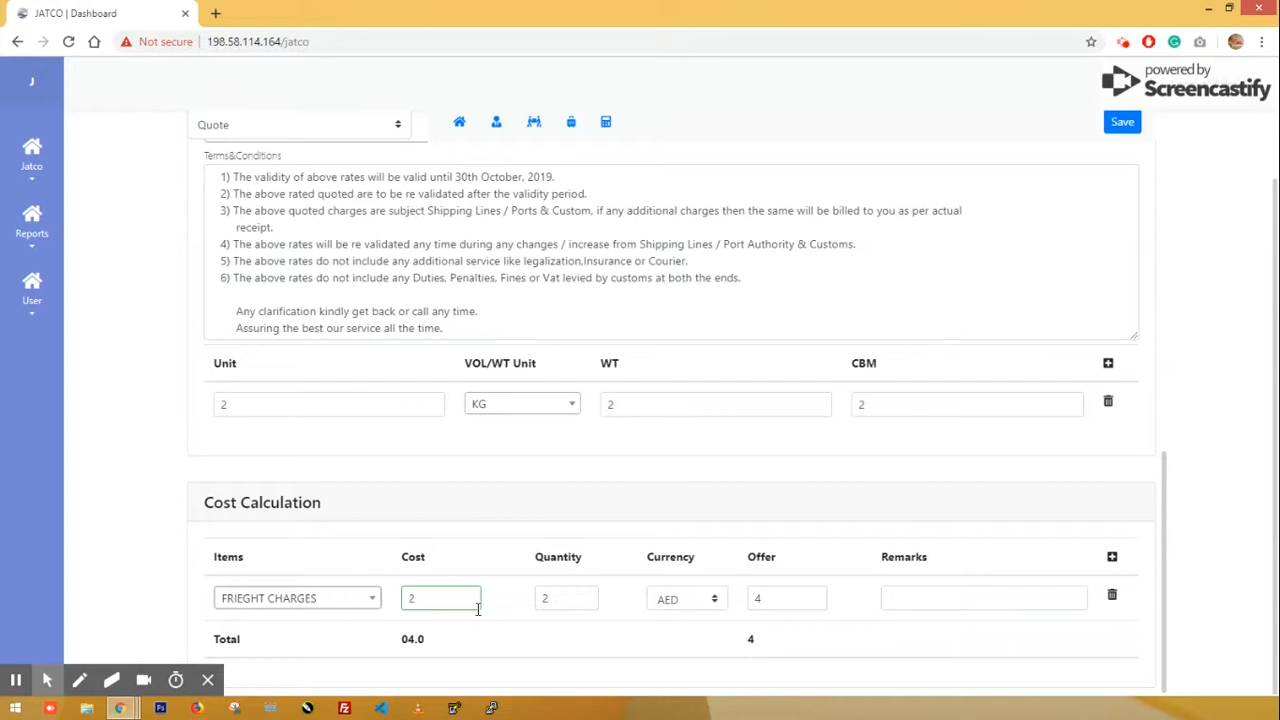 JATCO | Dashboard
Not secure
198.58.114.164/jatco
powered by
Screencastify
J
Jatco
Reports
User
Quote
Save
Terms&Conditions
1) The validity of above rates will be valid until 30th October, 2019.
2) The above rated quoted are to be re validated after the validity period.
3) The above quoted charges are subject Shipping Lines / Ports & Custom, if any additional charges then the same will be billed to you as per actual
receipt.
4) The above rates will be re validated any time during any changes / increase from Shipping Lines / Port Authority & Customs.
5) The above rates do not include any additional service like legalization,Insurance or Courier.
6) The above rates do not include any Duties, Penalties, Fines or Vat levied by customs at both the ends.
Any clarification kindly get back or call any time.
Assuring the best our service all the time.
Unit VOL/WT Unit WT CBM
2 KG 2 2
Cost Calculation
Items Cost Quantity Currency Offer Remarks
FRIEGHT CHARGES 2 2 AED 4
Total 04.0 4